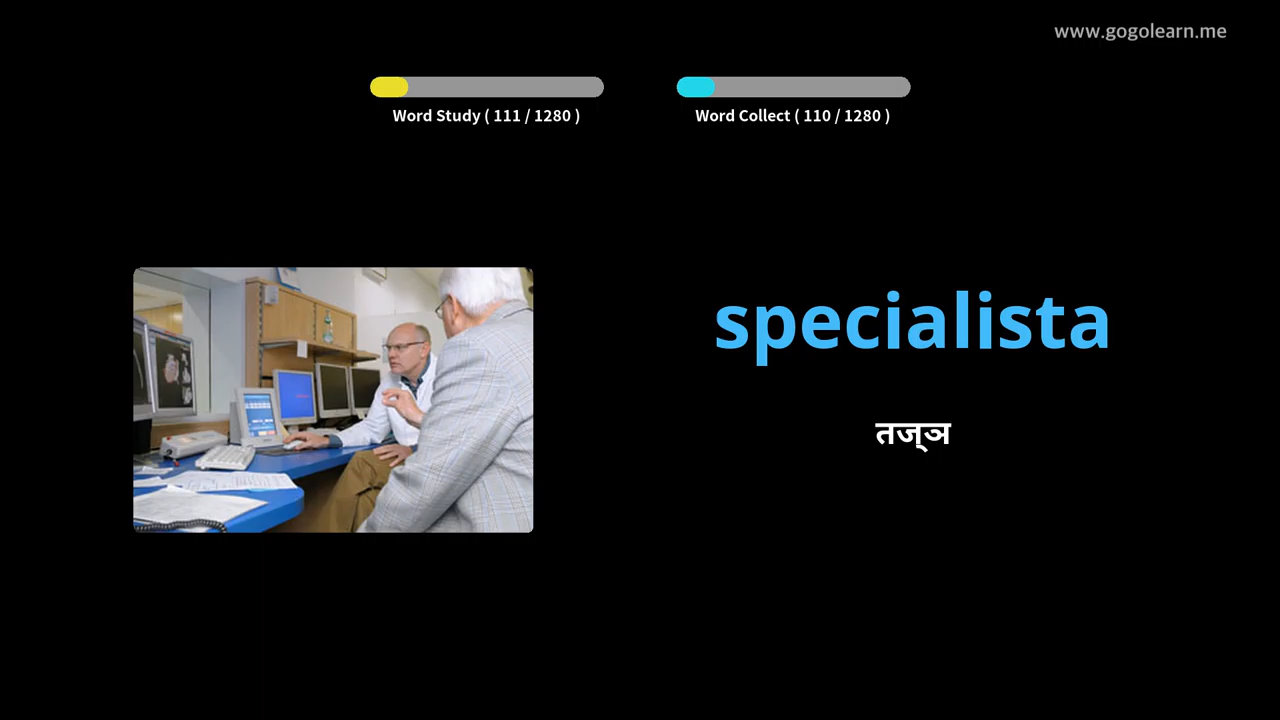 www.gogolearn.me
Word Study ( 111 / 1280 )
Word Collect ( 110 / 1280 )
specialista
तज्ञ